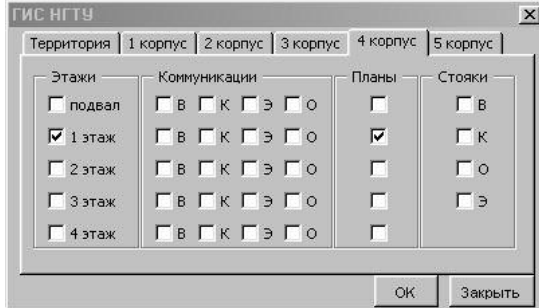 ГИС НГТУ
Территория 1 корпус 2 корпус 3 корпус 4 корпус 5 корпус
Этажи Коммуникации Планы Стояки
подвал В К Э О В
1 этаж В К Э О К
2 этаж В К Э О О
3 этаж В К Э О Э
4 этаж В К Э О
ОК Закрыть